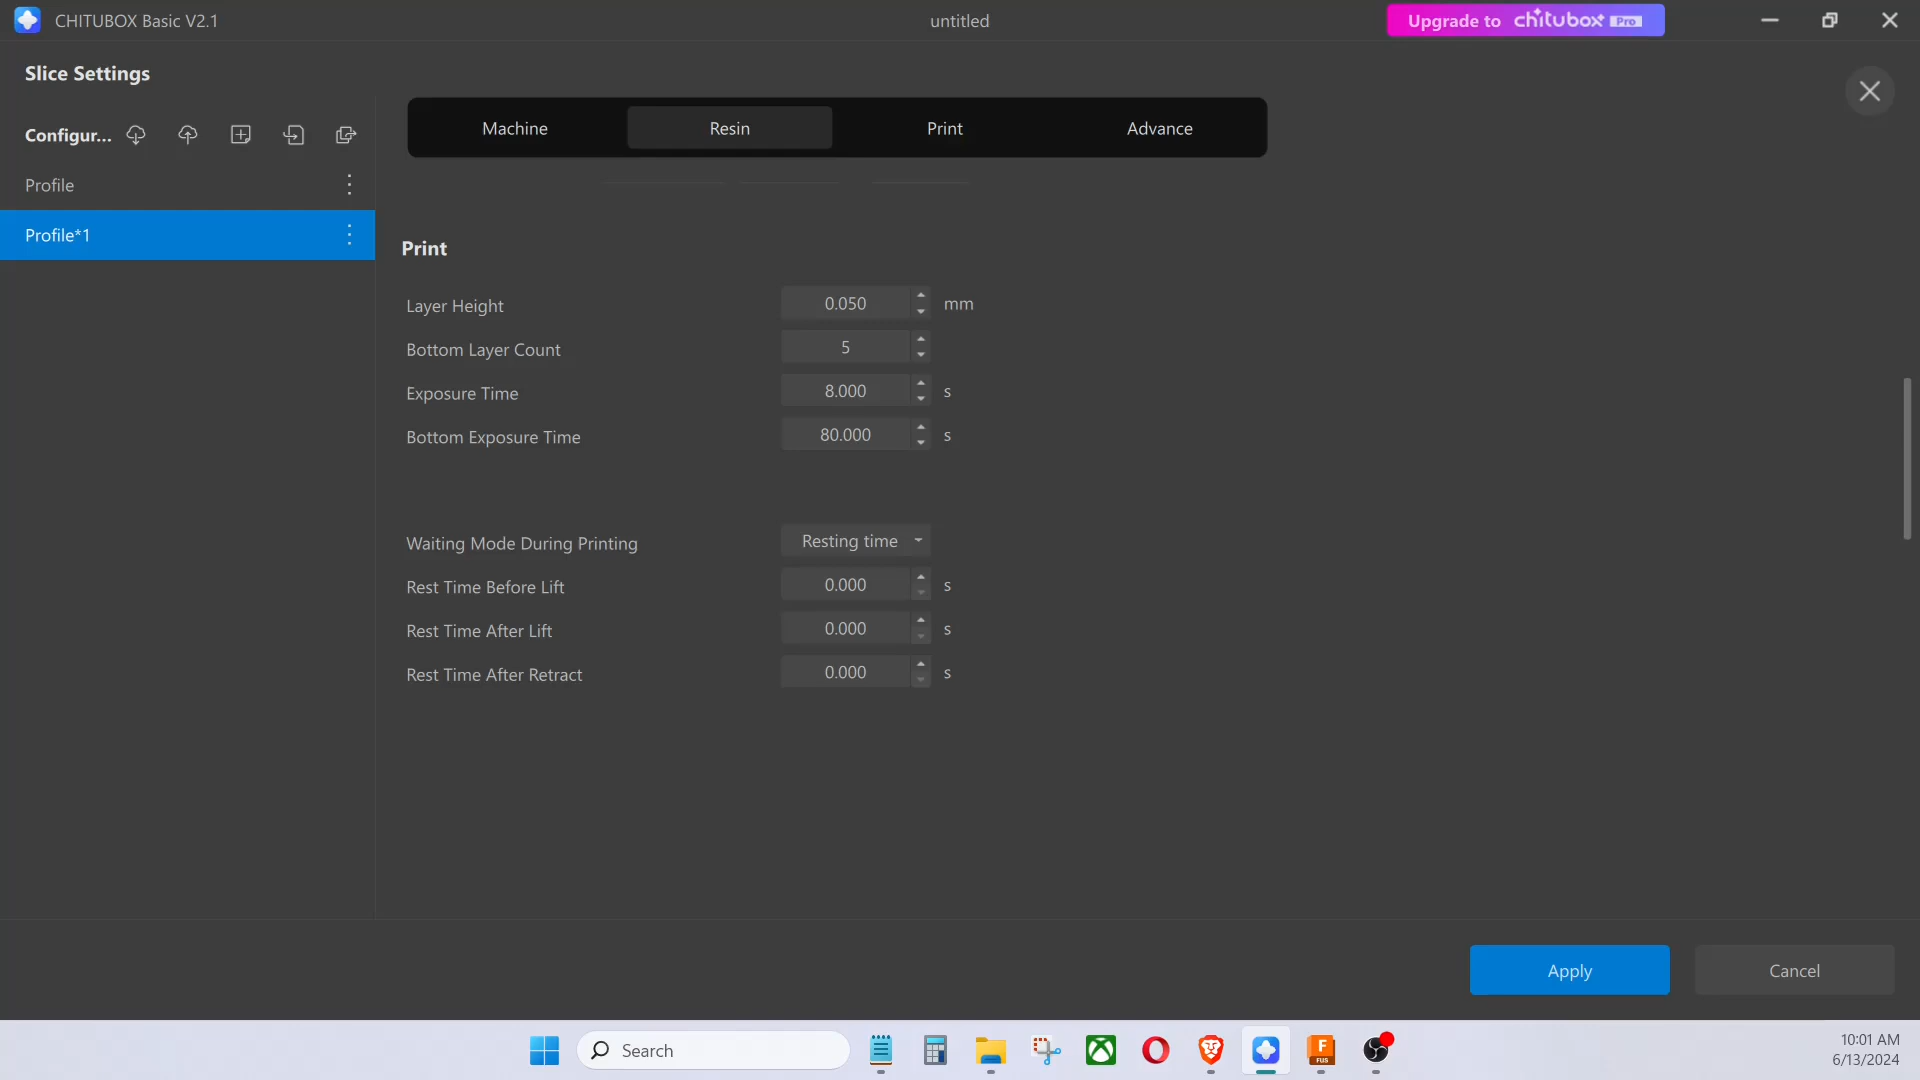 CHITUBOX Basic V2.1
untitled
Upgrade to chitubox Pro
Slice Settings
Configur...
Machine
Resin
Print
Advance
Profile
Profile*1
Print
Layer Height 0.050 mm
Bottom Layer Count 5
Exposure Time 8.000 s
Bottom Exposure Time 80.000 s
Waiting Mode During Printing Resting time
Rest Time Before Lift 0.000 s
Rest Time After Lift 0.000 s
Rest Time After Retract 0.000 s
Apply
Cancel
Search
F
FUS
10:01 AM
6/13/2024